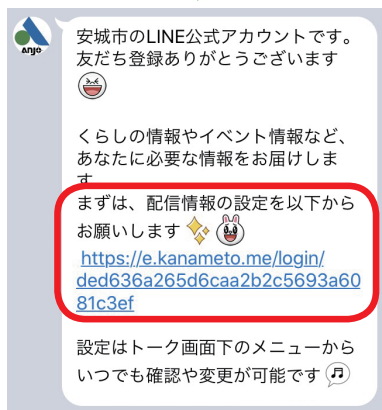 安城市のLINE公式アカウントです。
友だち登録ありがとうございます
Anjo
くらしの情報やイベント情報など、
あなたに必要な情報をお届けしま
す
まずは、配信情報の設定を以下から
お願いします
https://e.kanameto.me/login/
ded636a265d6caa2b2c5693a60
81c3ef
設定はトーク画面下のメニューから
いつでも確認や変更が可能です